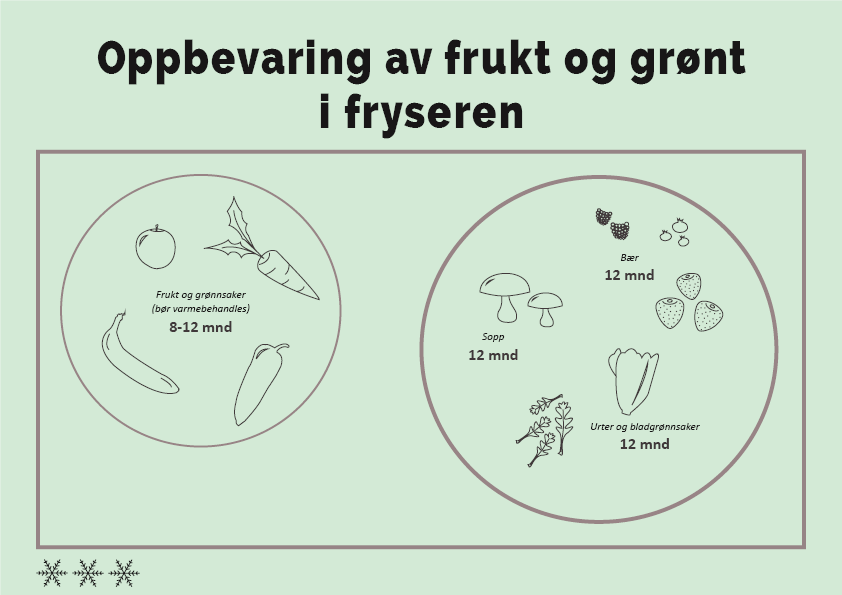 Oppbevaring av frukt og grønt
i fryseren
Frukt og grønnsaker
(bør varmebehandles)
8-12 mnd
Bær
12 mnd
Sopp
12 mnd
Urter og bladgrønnsaker
12 mnd